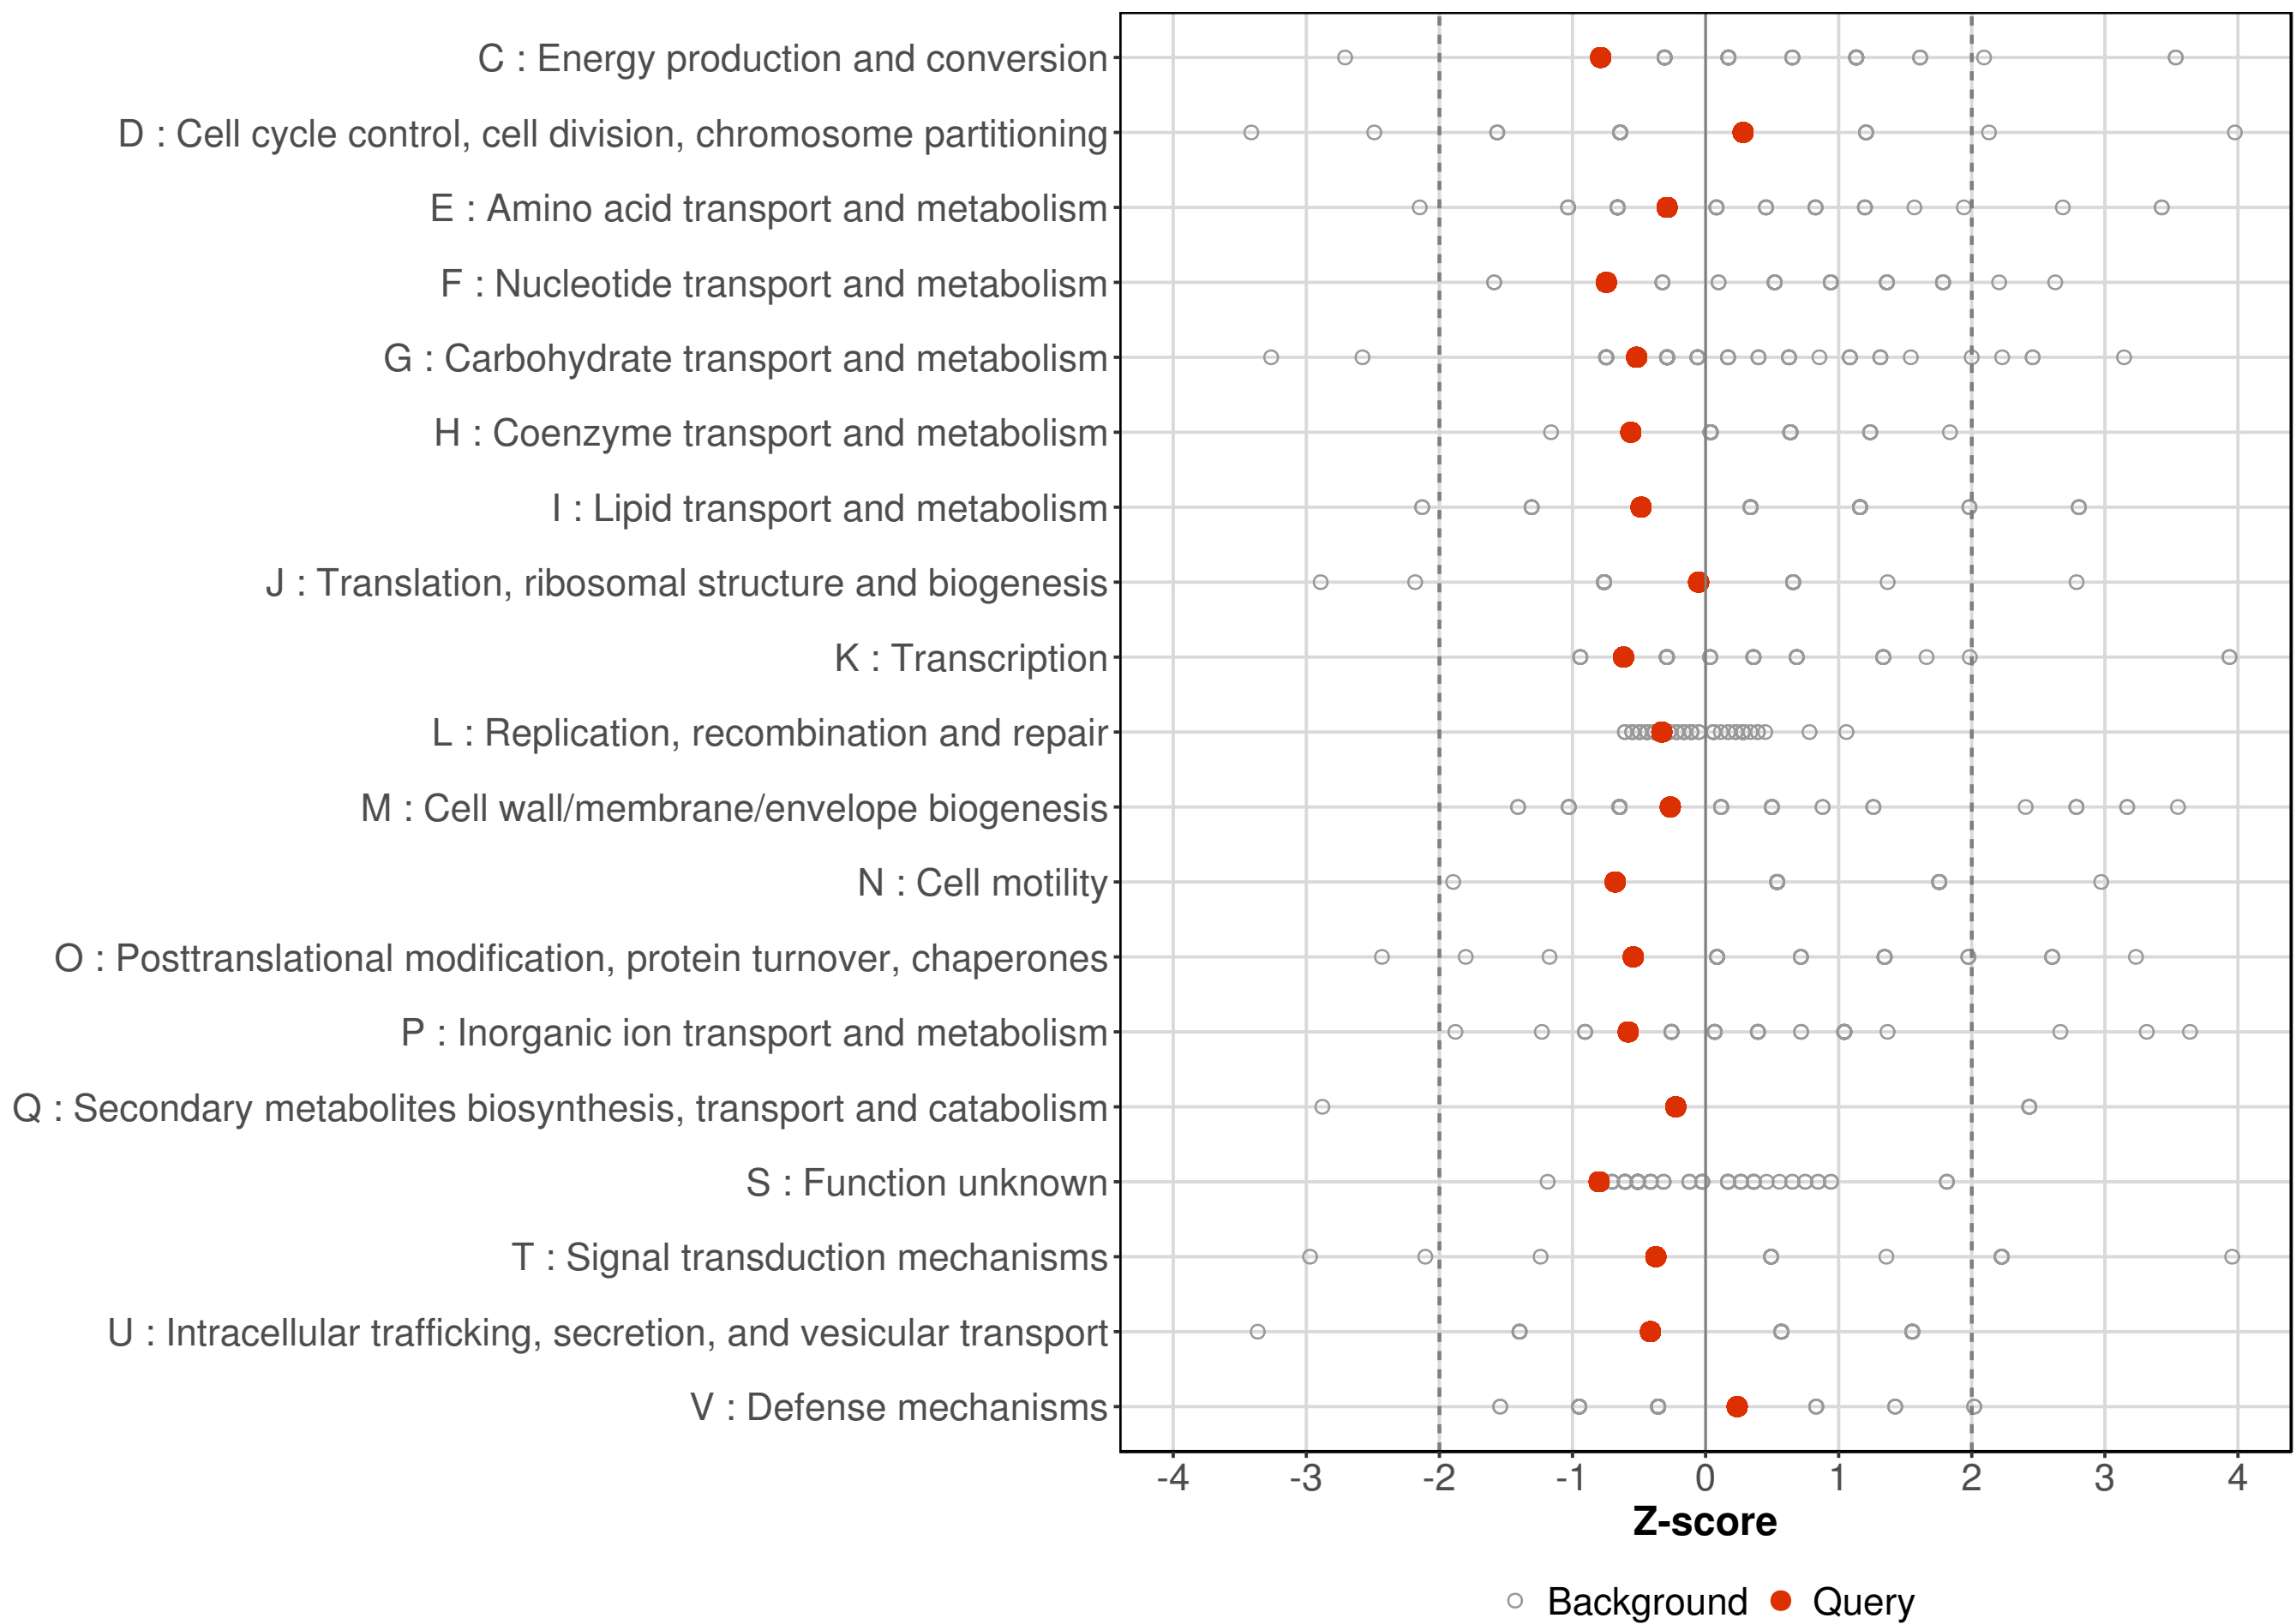 C : Energy production and conversion
D : Cell cycle control, cell division, chromosome partitioning
E : Amino acid transport and metabolism
F : Nucleotide transport and metabolism
G : Carbohydrate transport and metabolism
H : Coenzyme transport and metabolism
I : Lipid transport and metabolism
J : Translation, ribosomal structure and biogenesis
K : Transcription
L : Replication, recombination and repair
M : Cell wall/membrane/envelope biogenesis
N : Cell motility
O : Posttranslational modification, protein turnover, chaperones
P : Inorganic ion transport and metabolism
Q : Secondary metabolites biosynthesis, transport and catabolism
S : Function unknown
T : Signal transduction mechanisms
U : Intracellular trafficking, secretion, and vesicular transport
V : Defense mechanisms
-4 -3 -2 -1 0 1 2 3 4
Z-score
Background Query